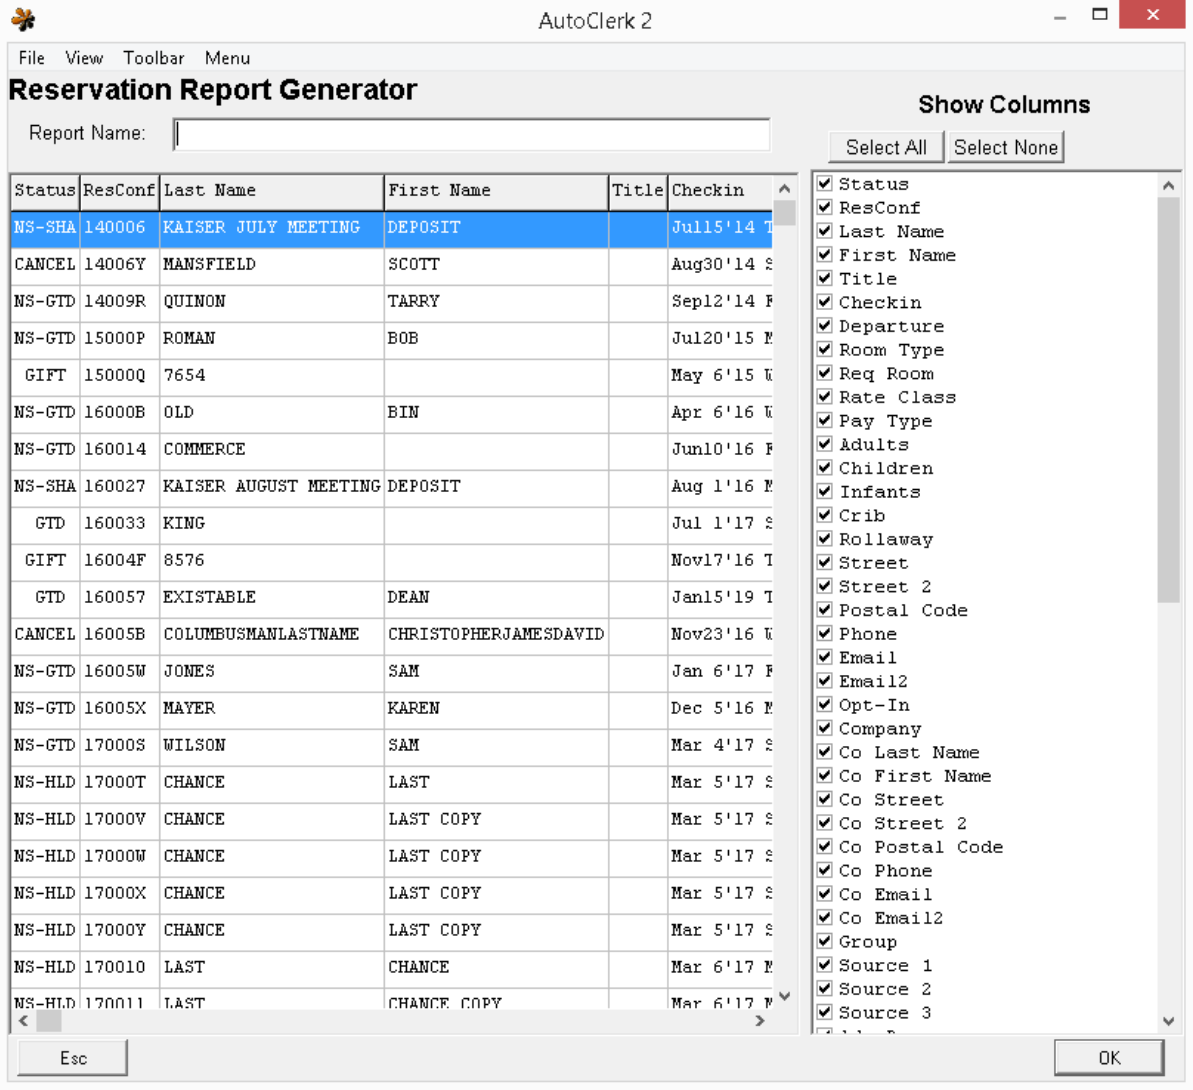 AutoClerk 2
File View Toolbar Menu
Reservation Report Generator
Report Name:
Status ResConf Last Name First Name Title Checkin
NS-SHA 140006 KAISER JULY MEETING DEPOSIT Jul15'14 T
CANCEL 14006Y MANSFIELD SCOTT Aug30'14 S
NS-GTD 14009R QUINON TARRY Sep12'14 F
NS-GTD 15000P ROMAN BOB Jul20'15 M
GIFT 15000Q 7654 May 6'15 W
NS-GTD 16000B OLD BIN Apr 6'16 W
NS-GTD 160014 COMMERCE Jun10'16 F
NS-SHA 160027 KAISER AUGUST MEETING DEPOSIT Aug 1'16 M
GTD 160033 KING Jul 1'17 S
GIFT 16004F 8576 Nov17'16 T
GTD 160057 EXISTABLE DEAN Jan15'19 T
CANCEL 16005B COLUMBUSMANLASTNAME CHRISTOPHERJAMESDAVID Nov23'16 W
NS-GTD 16005W JONES SAM Jan 6'17 F
NS-GTD 16005X MAYER KAREN Dec 5'16 M
NS-GTD 17000S WILSON SAM Mar 4'17 S
NS-HLD 17000T CHANCE LAST Mar 5'17 S
NS-HLD 17000V CHANCE LAST COPY Mar 5'17 S
NS-HLD 17000W CHANCE LAST COPY Mar 5'17 S
NS-HLD 17000X CHANCE LAST COPY Mar 5'17 S
NS-HLD 17000Y CHANCE LAST COPY Mar 5'17 S
NS-HLD 170010 LAST CHANCE Mar 6'17 M
NS-HLD 170011 LAST CHANCE COPY Mar 6'17 M
Esc
Show Columns
Select All Select None
Status
ResConf
Last Name
First Name
Title
Checkin
Departure
Room Type
Req Room
Rate Class
Pay Type
Adults
Children
Infants
Crib
Rollaway
Street
Street 2
Postal Code
Phone
Email
Email2
Opt-In
Company
Co Last Name
Co First Name
Co Street
Co Street 2
Co Postal Code
Co Phone
Co Email
Co Email2
Group
Source 1
Source 2
Source 3
OK